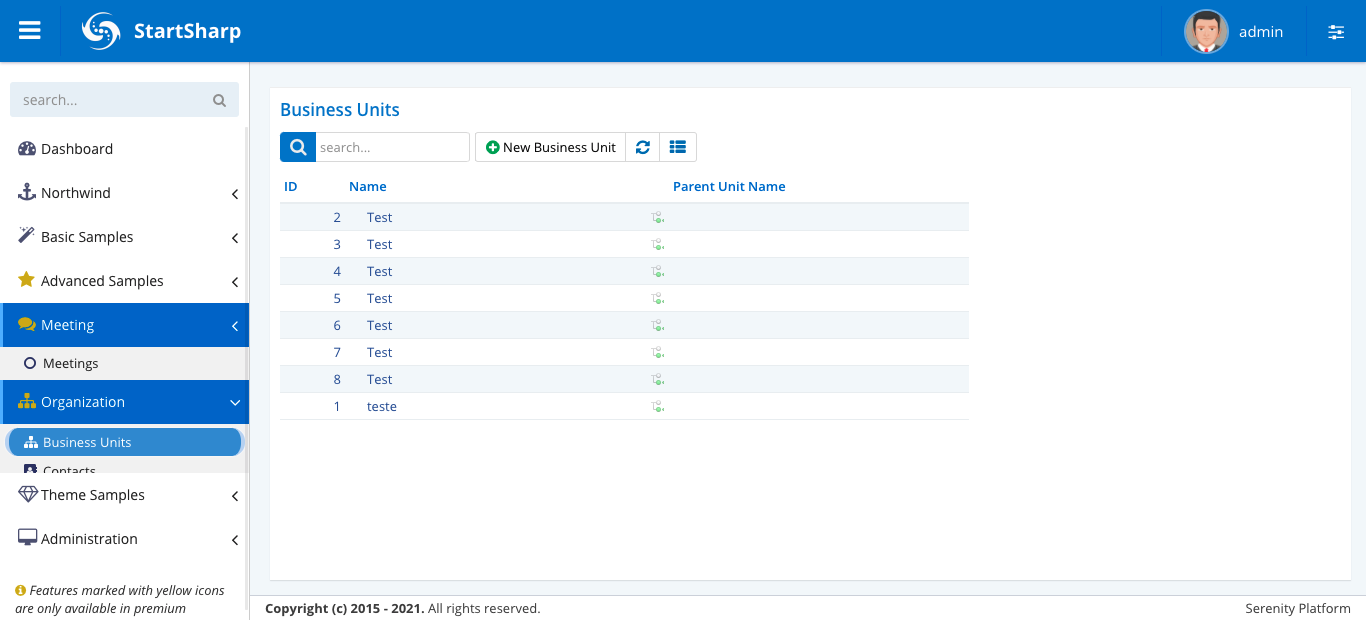 StartSharp
admin
search...
Dashboard
Northwind
Basic Samples
Advanced Samples
Meeting
Meetings
Organization
Business Units
Contacts
Theme Samples
Administration
Features marked with yellow icons
are only available in premium
Business Units
search...
New Business Unit
ID Name Parent Unit Name
2 Test
3 Test
4 Test
5 Test
6 Test
7 Test
8 Test
1 teste
Copyright (c) 2015 - 2021. All rights reserved.
Serenity Platform